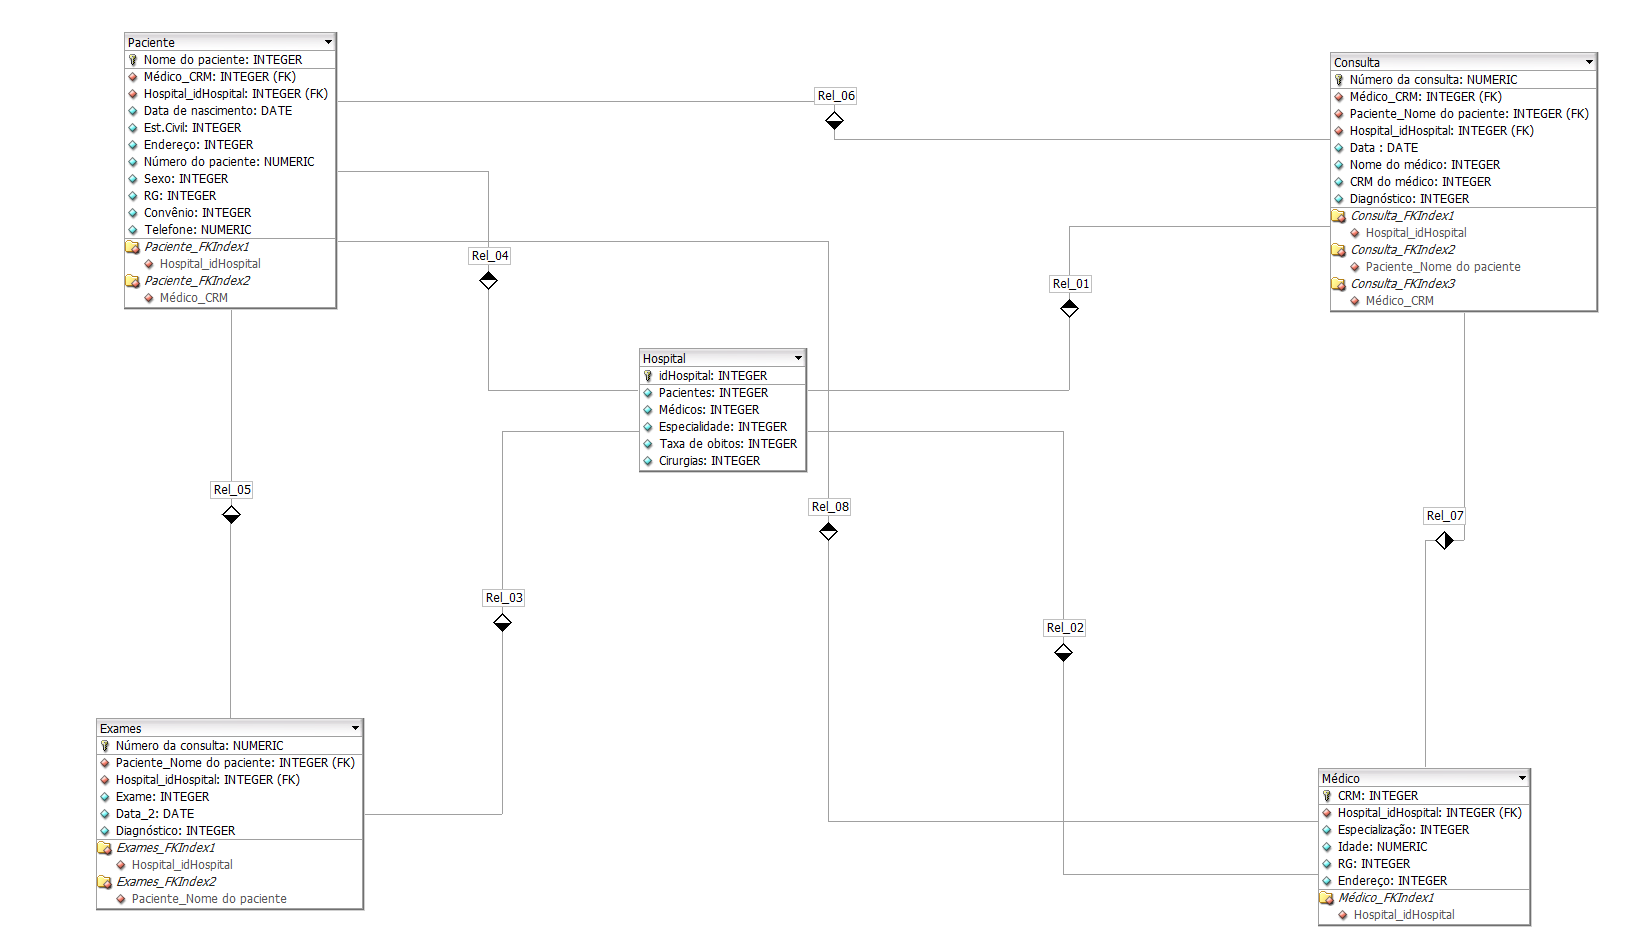 Paciente
Nome do paciente: INTEGER
Médico_CRM: INTEGER (FK)
Hospital_idHospital: INTEGER (FK)
Data de nascimento: DATE
Est.Civil: INTEGER
Endereço: INTEGER
Número do paciente: NUMERIC
Sexo: INTEGER
RG: INTEGER
Convênio: INTEGER
Telefone: NUMERIC
Paciente_FKIndex1
Hospital_idHospital
Paciente_FKIndex2
Médico_CRM
Rel_06
Consulta
Número da consulta: NUMERIC
Médico_CRM: INTEGER (FK)
Paciente_Nome do paciente: INTEGER (FK)
Hospital_idHospital: INTEGER (FK)
Data : DATE
Nome do médico: INTEGER
CRM do médico: INTEGER
Diagnóstico: INTEGER
Consulta_FKIndex1
Hospital_idHospital
Consulta_FKIndex2
Paciente_Nome do paciente
Consulta_FKIndex3
Médico_CRM
Rel_04
Rel_01
Hospital
idHospital: INTEGER
Pacientes: INTEGER
Médicos: INTEGER
Especialidade: INTEGER
Taxa de obitos: INTEGER
Cirurgias: INTEGER
Rel_05
Rel_08
Rel_07
Rel_03
Rel_02
Exames
Número da consulta: NUMERIC
Paciente_Nome do paciente: INTEGER (FK)
Hospital_idHospital: INTEGER (FK)
Exame: INTEGER
Data_2: DATE
Diagnóstico: INTEGER
Exames_FKIndex1
Hospital_idHospital
Exames_FKIndex2
Paciente_Nome do paciente
Médico
CRM: INTEGER
Hospital_idHospital: INTEGER (FK)
Especialização: INTEGER
Idade: NUMERIC
RG: INTEGER
Endereço: INTEGER
Médico_FKIndex1
Hospital_idHospital